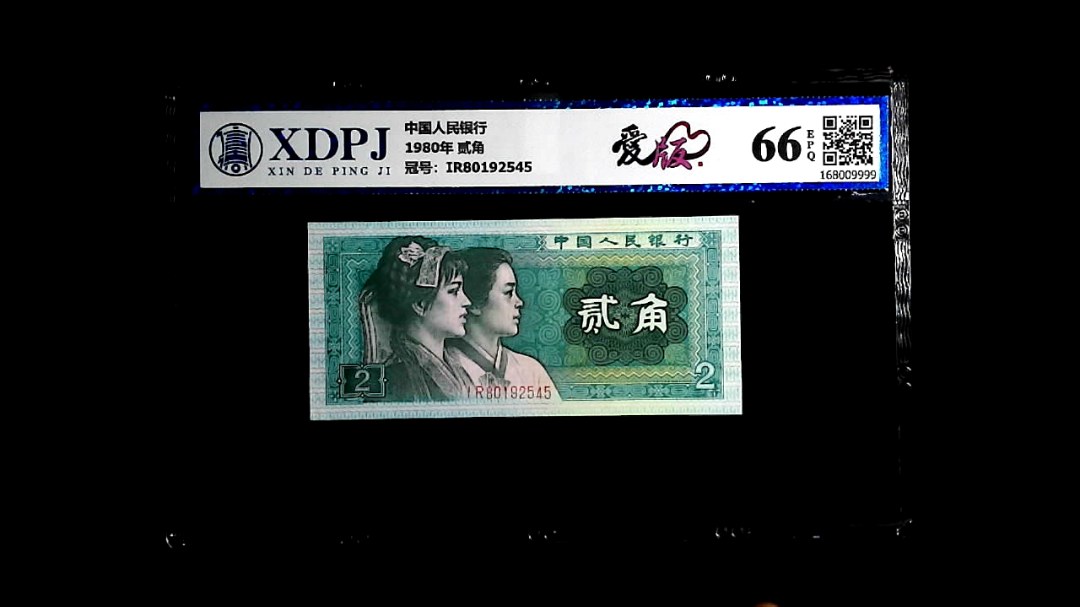 XDPJ
XIN DE PING JI
中国人民银行
1980年 贰角
冠号: IR80192545
爱版
66
EPQ
168009999
中国人民银行
贰角
2
2
IR80192545